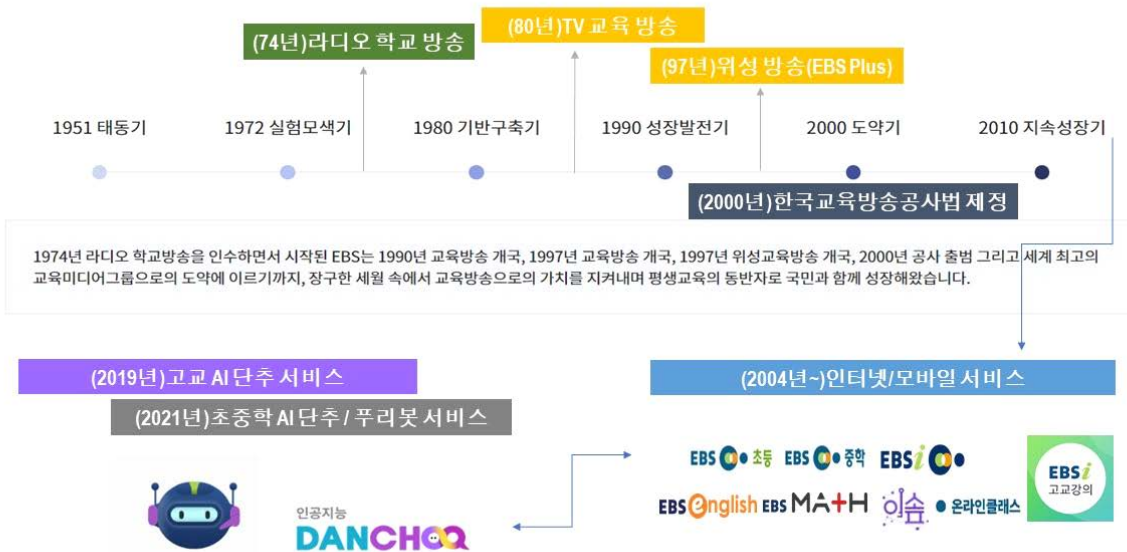 (80년)TV 교육 방송
(74년)라디오 학교 방송
(97년)위성 방송(EBS Plus)
1951 태동기
1972 실험모색기
1980 기반구축기
1990 성장발전기
2000 도약기
2010 지속성장기
(2000년)한국교육방송공사법 제정
1974년 라디오 학교방송을 인수하면서 시작된 EBS는 1990년 교육방송 개국, 1997년 교육방송 개국, 1997년 위성교육방송 개국, 2000년 공사 출범 그리고 세계 최고의
교육미디어그룹으로의 도약에 이르기까지, 장구한 세월 속에서 교육방송으로의 가치를 지켜내며 평생교육의 동반자로 국민과 함께 성장해왔습니다.
(2019년)고교 AI 단추 서비스
(2021년)초중학 AI 단추 / 푸리봇 서비스
(2004년~)인터넷/모바일 서비스
EBS 초등
EBS 중학
EBSi
EBS english
EBS MATH
이솦
온라인클래스
EBSi
고교강의
인공지능
DANCHOO